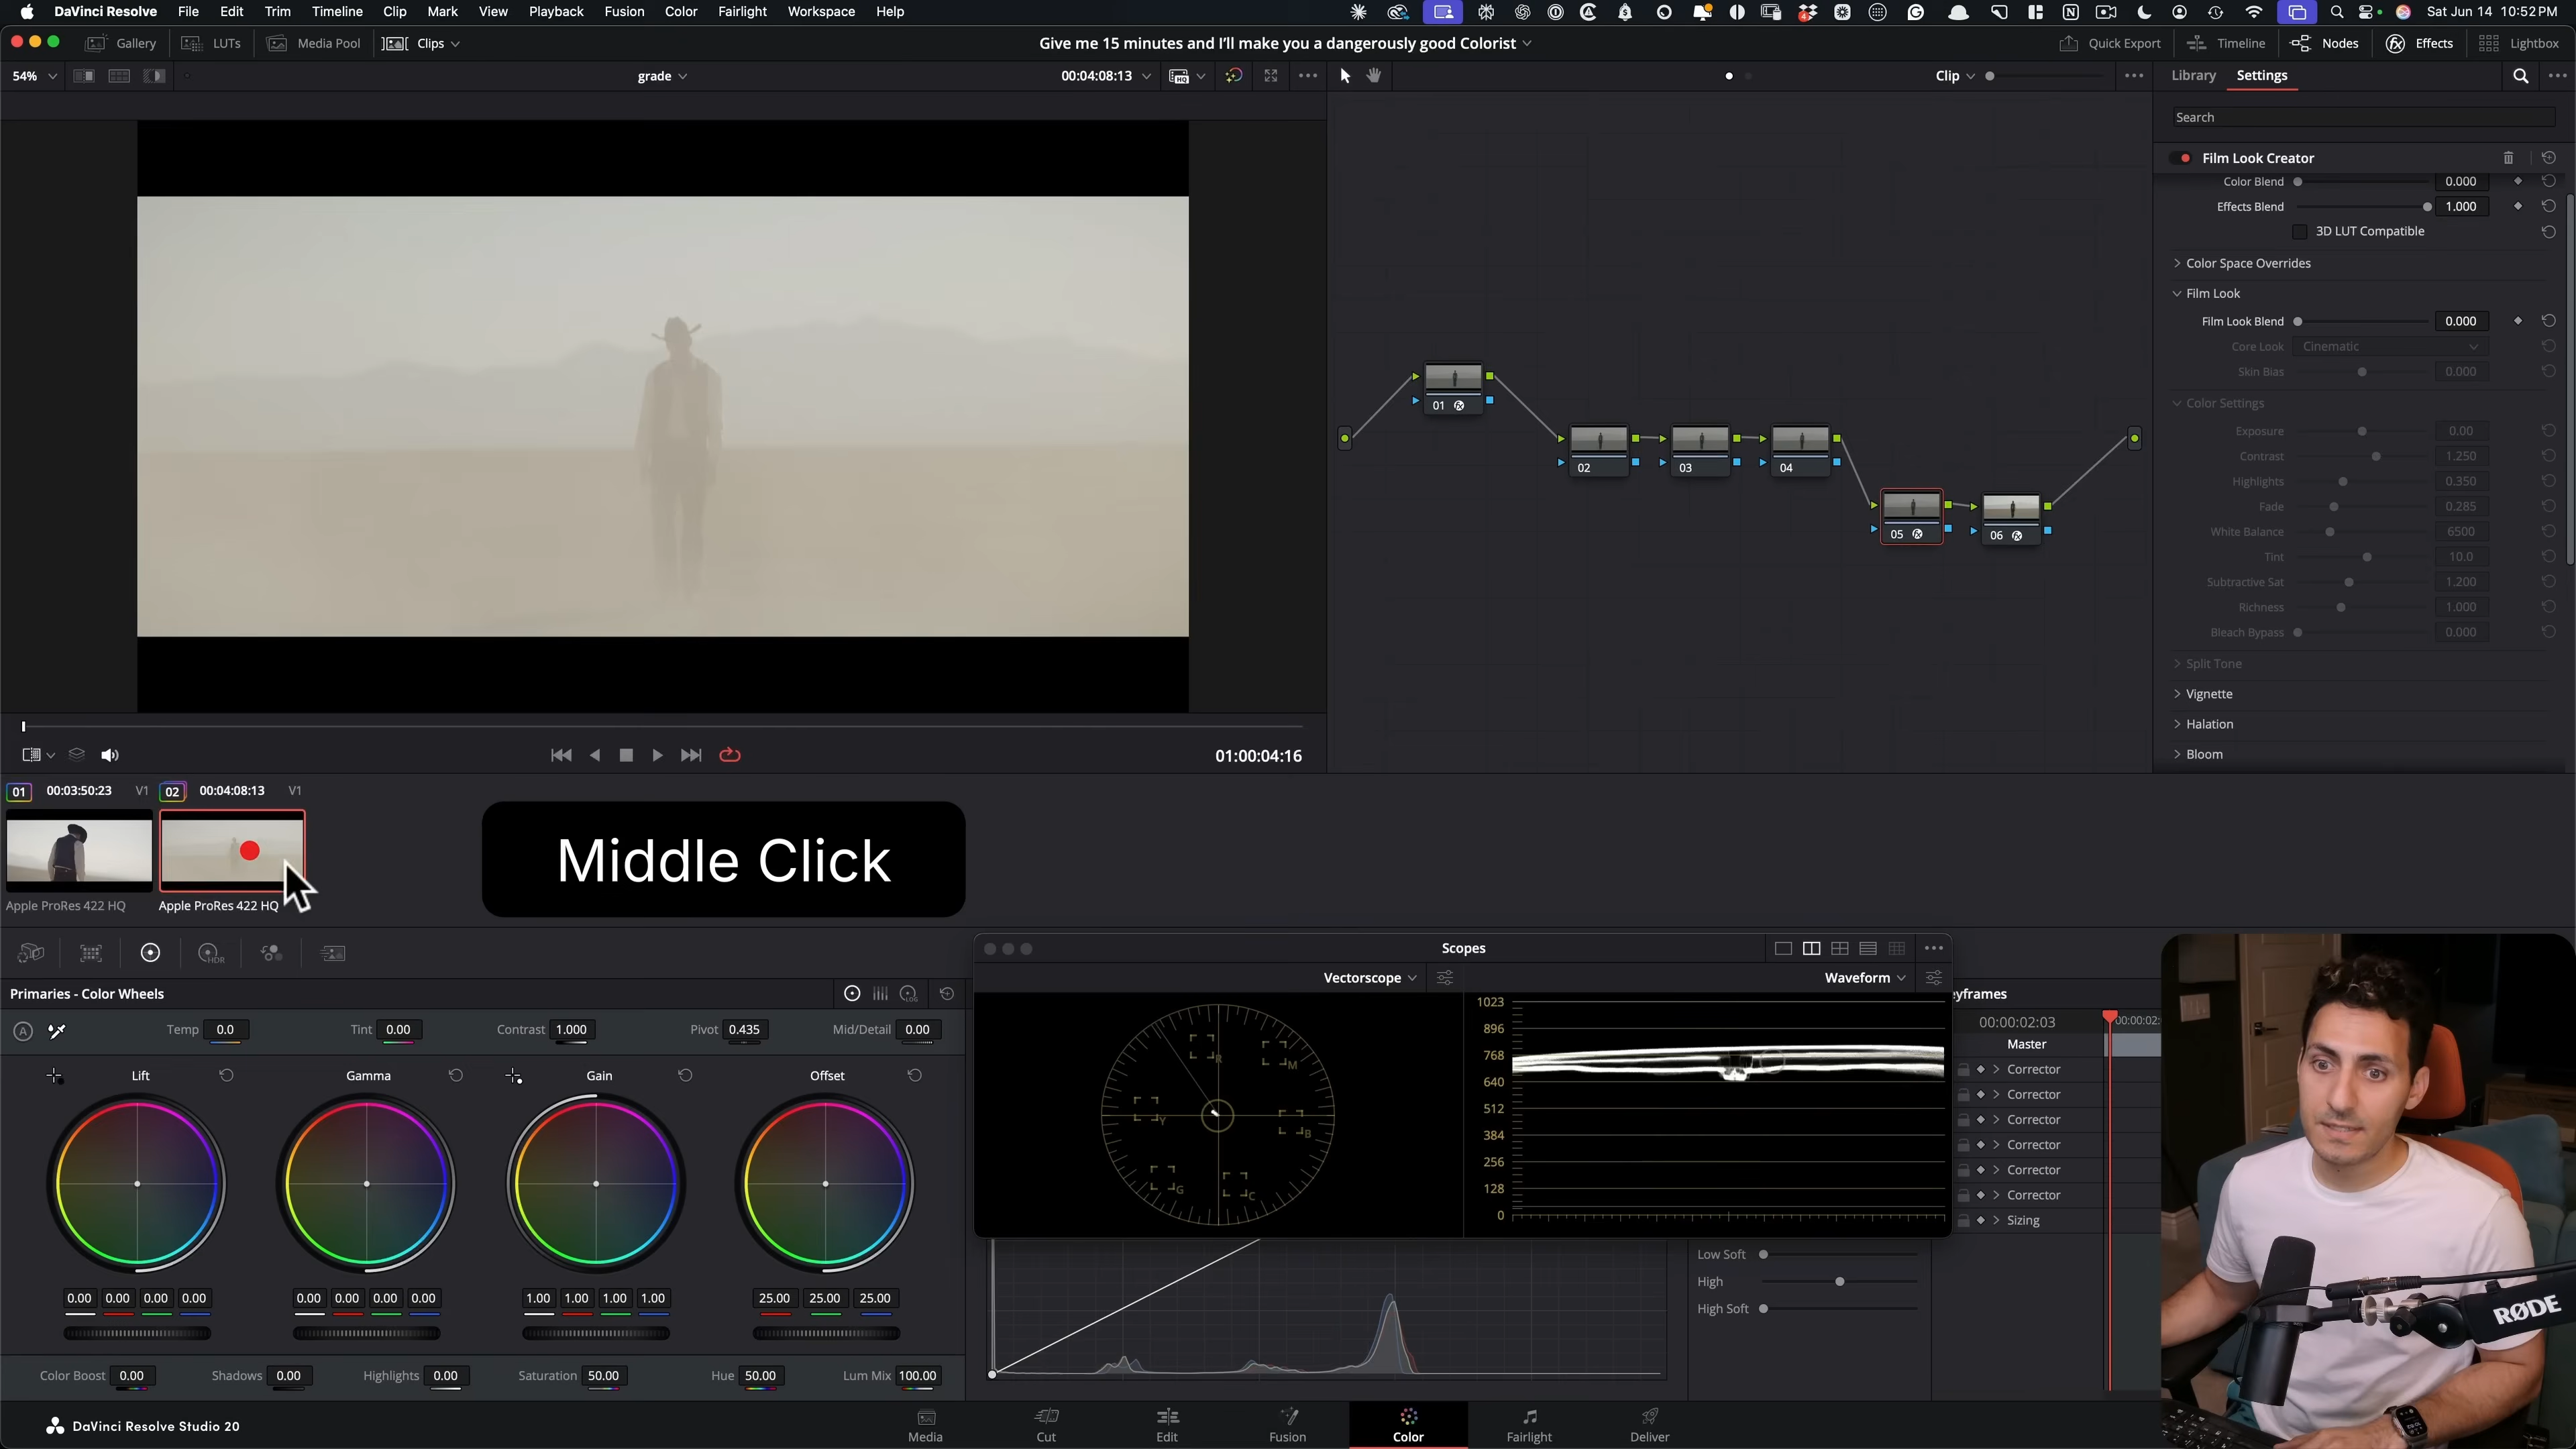 DaVinci Resolve File Edit Trim Timeline Clip Mark View Playback Fusion Color Fairlight Workspace Help
Sat Jun 14 10:52 PM
Gallery LUTs Media Pool Clips
Give me 15 minutes and I'll make you a dangerously good Colorist
Quick Export Timeline Nodes Effects Lightbox
54%
grade
00:04:08:13
Clip
Library Settings
Search
Film Look Creator
Color Blend 0.000
Effects Blend 1.000
3D LUT Compatible
Color Space Overrides
Film Look
Film Look Blend 0.000
Core Look Cinematic
Skin Bias 0.000
Color Settings
Exposure 0.00
Contrast 1.250
Highlights 0.350
Fade 0.285
White Balance 6500
Tint 10.0
Subtractive Sat 1.200
Richness 1.000
Bleach Bypass 0.000
Split Tone
Vignette
Halation
Bloom
01
02
03
04
05
06
01:00:04:16
01 00:03:50:23 V1
02 00:04:08:13 V1
Apple ProRes 422 HQ
Apple ProRes 422 HQ
Middle Click
HDR
Primaries - Color Wheels
LOG
A
Temp 0.0
Tint 0.00
Contrast 1.000
Pivot 0.435
Mid/Detail 0.00
Lift
Gamma
Gain
Offset
0.00 0.00 0.00 0.00
0.00 0.00 0.00 0.00
1.00 1.00 1.00 1.00
25.00 25.00 25.00
Color Boost 0.00
Shadows 0.00
Highlights 0.00
Saturation 50.00
Hue 50.00
Lum Mix 100.00
Scopes
Vectorscope
Waveform
R
M
Y
B
G
C
1023
896
768
640
512
384
256
128
0
Low Soft
High
High Soft
eyframes
00:00:02:03
00:00:02:
Master
Corrector
Corrector
Corrector
Corrector
Corrector
Corrector
Sizing
RØDE
DaVinci Resolve Studio 20
Media Cut Edit Fusion Color Fairlight Deliver